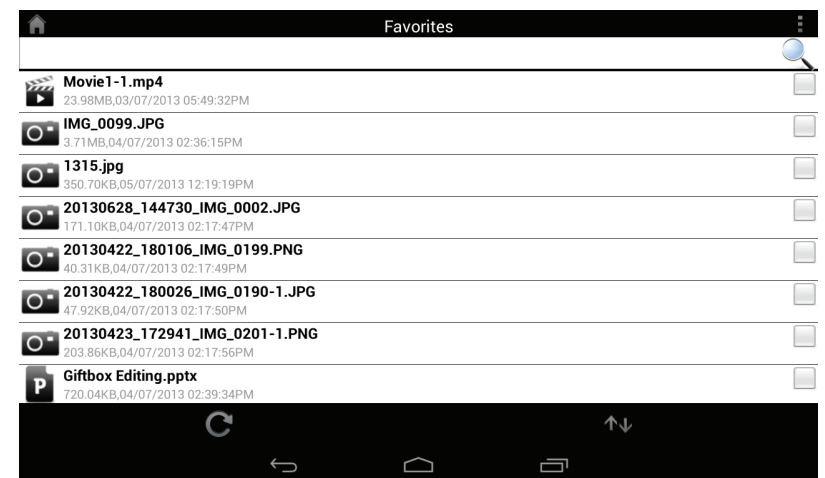 Favorites
Movie1-1.mp4
23.98MB,03/07/2013 05:49:32PM
IMG_0099.JPG
3.71MB,04/07/2013 02:36:15PM
1315.jpg
350.70KB,05/07/2013 12:19:19PM
20130628_144730_IMG_0002.JPG
171.10KB,04/07/2013 02:17:47PM
20130422_180106_IMG_0199.PNG
40.31KB,04/07/2013 02:17:49PM
20130422_180026_IMG_0190-1.JPG
47.92KB,04/07/2013 02:17:50PM
20130423_172941_IMG_0201-1.PNG
203.86KB,04/07/2013 02:17:56PM
P
Giftbox Editing.pptx
720.04KB,04/07/2013 02:39:34PM